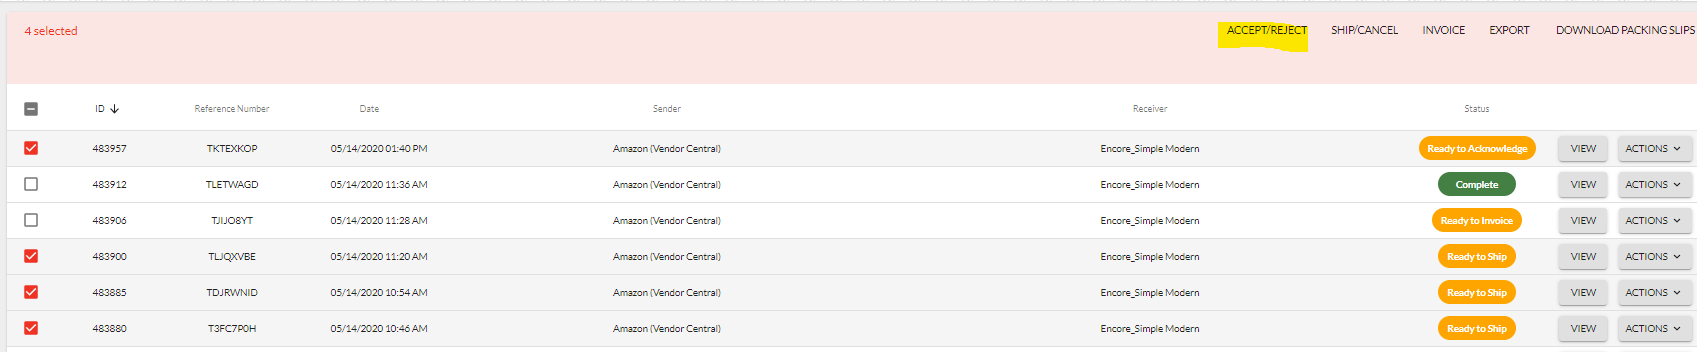 4 selected ACCEPT/REJECT SHIP/CANCEL INVOICE EXPORT DOWNLOAD PACKING SLIPS
ID Reference Number Date Sender Receiver Status
483957 TKTEXKOP 05/14/2020 01:40 PM Amazon (Vendor Central) Encore_Simple Modern Ready to Acknowledge VIEW ACTIONS
483912 TLETWAGD 05/14/2020 11:36 AM Amazon (Vendor Central) Encore_Simple Modern Complete VIEW ACTIONS
483906 TJIJO8YT 05/14/2020 11:28 AM Amazon (Vendor Central) Encore_Simple Modern Ready to Invoice VIEW ACTIONS
483900 TLJQXVBE 05/14/2020 11:20 AM Amazon (Vendor Central) Encore_Simple Modern Ready to Ship VIEW ACTIONS
483885 TDJRWNID 05/14/2020 10:54 AM Amazon (Vendor Central) Encore_Simple Modern Ready to Ship VIEW ACTIONS
483880 T3FC7P0H 05/14/2020 10:46 AM Amazon (Vendor Central) Encore_Simple Modern Ready to Ship VIEW ACTIONS